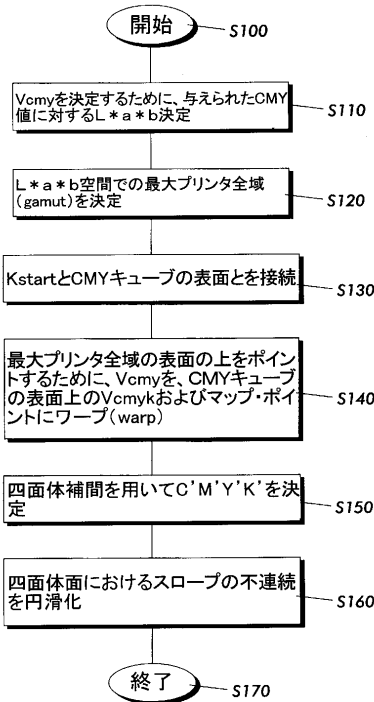 開始
S100
Vcmyを決定するために、与えられたCMY
値に対するL*a*b決定
S110
L*a*b空間での最大プリンタ全域
(gamut)を決定
S120
KstartとCMYキューブの表面とを接続
S130
最大プリンタ全域の表面の上をポイン
トするために、Vcmyを、CMYキューブ
の表面上のVcmykおよびマップ・ポイ
ントにワープ(warp)
S140
四面体補間を用いてC'M'Y'K'を決
定
S150
四面体面におけるスロープの不連続
を円滑化
S160
終了
S170